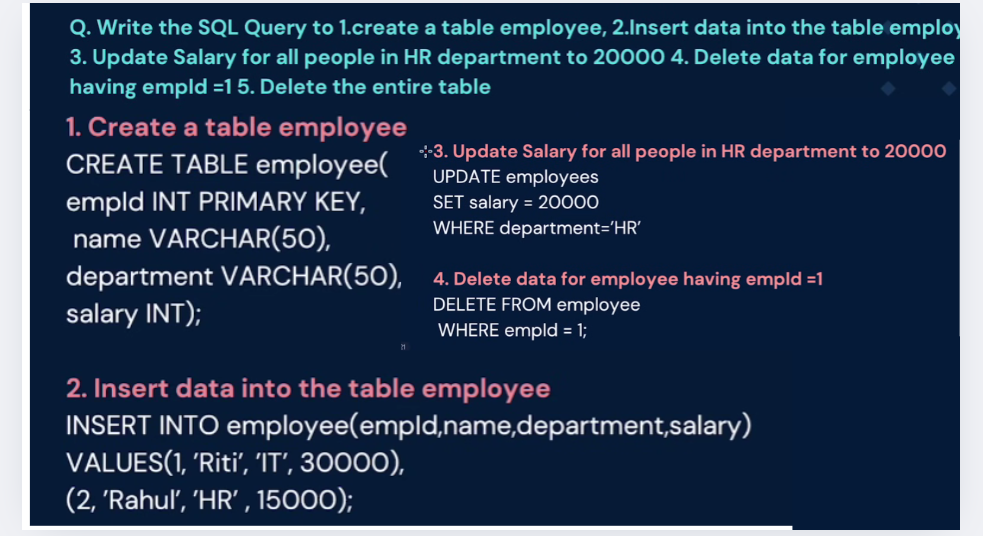 Q. Write the SQL Query to 1.create a table employee, 2.Insert data into the table employ
3. Update Salary for all people in HR department to 20000 4. Delete data for employee
having empId =1 5. Delete the entire table
1. Create a table employee
CREATE TABLE employee(
empId INT PRIMARY KEY,
name VARCHAR(50),
department VARCHAR(50),
salary INT);
3. Update Salary for all people in HR department to 20000
UPDATE employees
SET salary = 20000
WHERE department=’HR’
4. Delete data for employee having empId =1
DELETE FROM employee
WHERE empId = 1;
2. Insert data into the table employee
INSERT INTO employee(empId,name,department,salary)
VALUES(1, ’Riti’, ’IT’, 30000),
(2, ’Rahul’, ’HR’ , 15000);